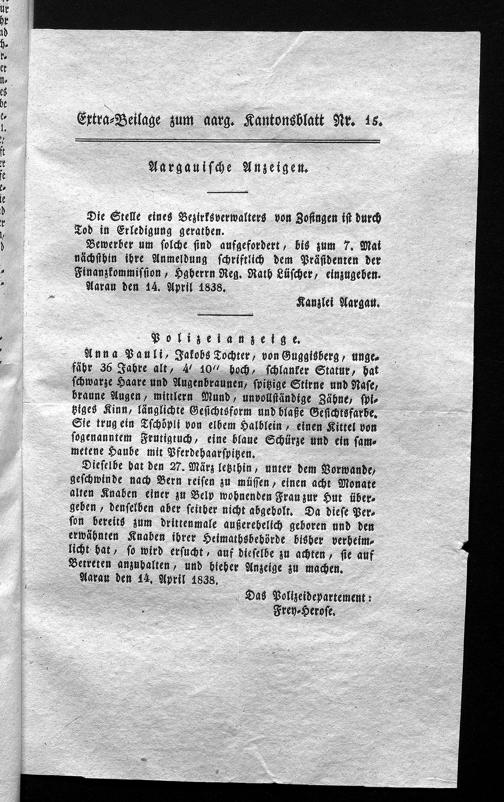 Extra-Beilage zum aarg. Kantonsblatt Nr. 15.
Aargauische Anzeigen.
Die Stelle eines Bezirksverwalters von Zofingen ist durch
Tod in Erledigung gerathen.
Bewerber um solche sind aufgefordert, bis zum 7. Mai
nächsthin ihre Anmeldung schriftlich dem Präsidenten der
Finanzkommission, Hgherrn Reg. Rath Lüscher, einzugeben.
Aarau den 14. April 1838.
Kanzlei Aargau.
Polizeianzeige.
Anna Pauli, Jakobs Tochter, von Guggisberg, unge-
fähr 36 Jahre alt, 4' 10'' hoch, schlanker Statur, hat
schwarze Haare und Augenbraunen, spitzige Stirne und Nase,
braune Augen, mittlern Mund, unvollständige Zähne, spi-
tziges Kinn, länglichte Gesichtsform und blaße Gesichtsfarbe.
Sie trug ein Tschöpli von elbem Halblein, einen Kittel von
sogenanntem Frutigtuch, eine blaue Schürze und ein sam-
metene Haube mit Pferdehaarspitzen.
Dieselbe hat den 27. März letzthin, unter dem Vorwande,
geschwinde nach Bern reisen zu müssen, einen acht Monate
alten Knaben einer zu Belp wohnenden Frau zur Hut über-
geben, denselben aber seither nicht abgeholt. Da diese Per-
son bereits zum drittenmale außerehelich geboren und den
erwähnten Knaben ihrer Heimathsbehörde bisher verheim-
licht hat, so wird ersucht, auf dieselbe zu achten, sie auf
Betreten anzuhalten, und hieher Anzeige zu machen.
Aarau den 14. April 1838.
Das Polizeidepartement:
Frey-Herose.